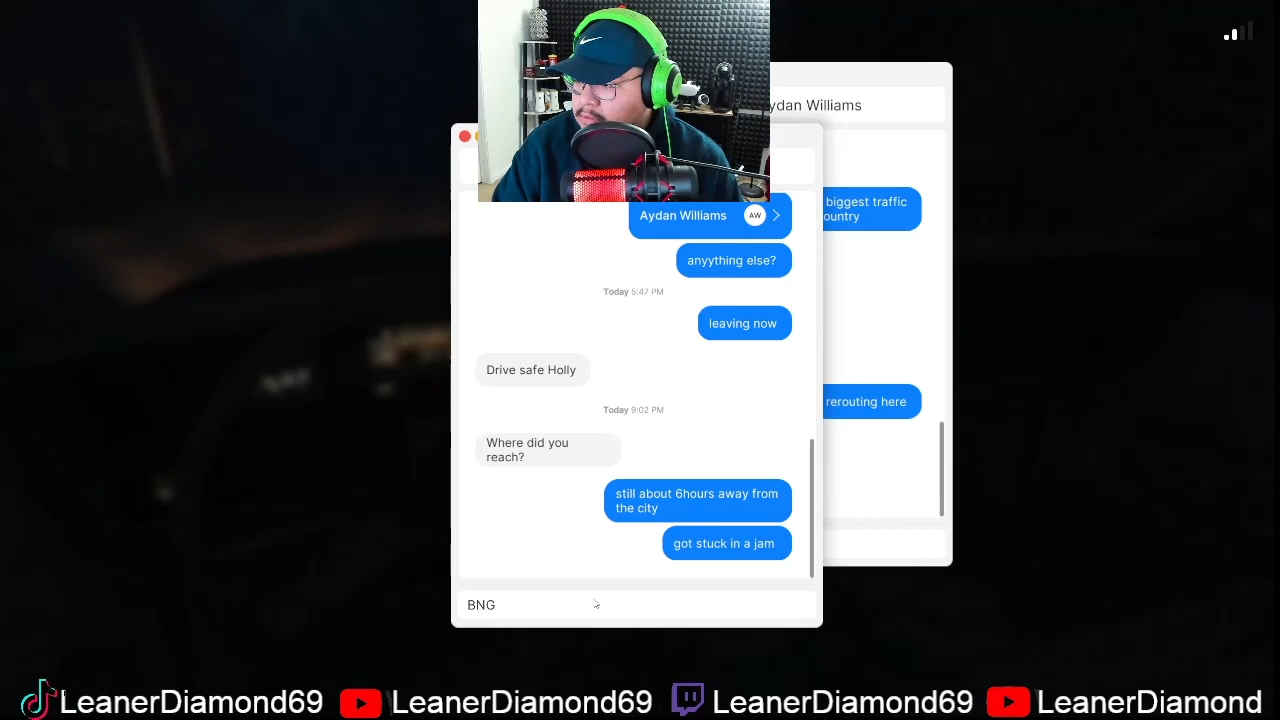 ydan Williams
biggest traffic
ountry
rerouting here
Aydan Williams AW
anyything else?
Today 5:47 PM
leaving now
Drive safe Holly
Today 9:02 PM
Where did you
reach?
still about 6hours away from
the city
got stuck in a jam
BNG
LeanerDiamond69 LeanerDiamond69 LeanerDiamond69 LeanerDiamond